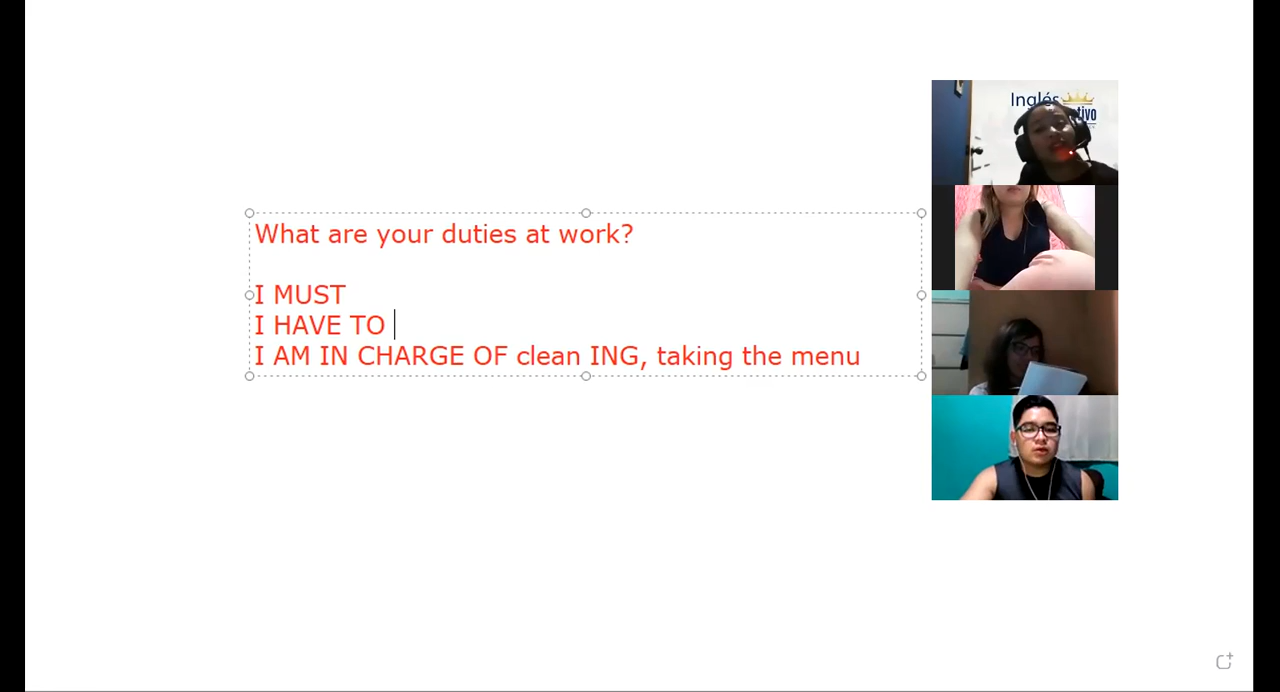 What are your duties at work?
I MUST
I HAVE TO
I AM IN CHARGE OF clean ING, taking the menu
Inglés